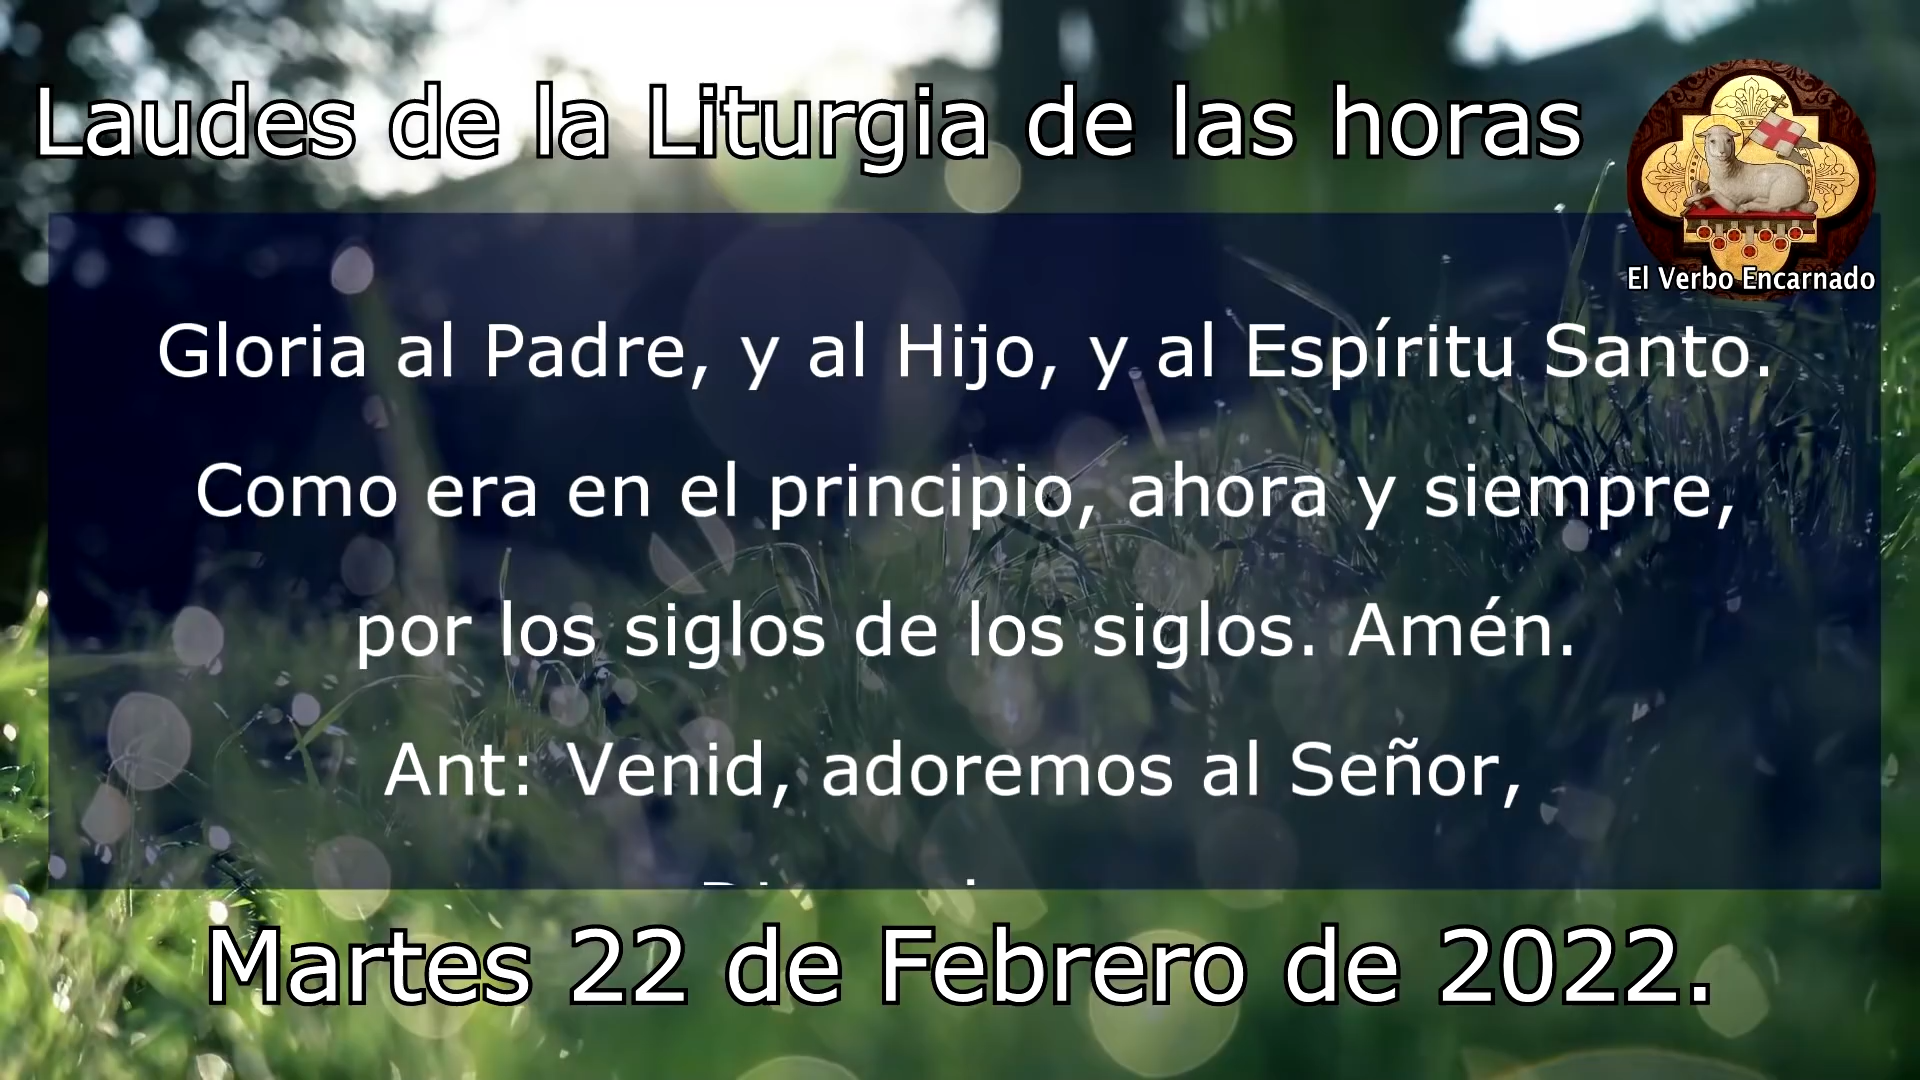 Laudes de la Liturgia de las horas
El Verbo Encarnado
Gloria al Padre, y al Hijo, y al Espíritu Santo.
Como era en el principio, ahora y siempre,
por los siglos de los siglos. Amén.
Ant: Venid, adoremos al Señor,
Martes 22 de Febrero de 2022.